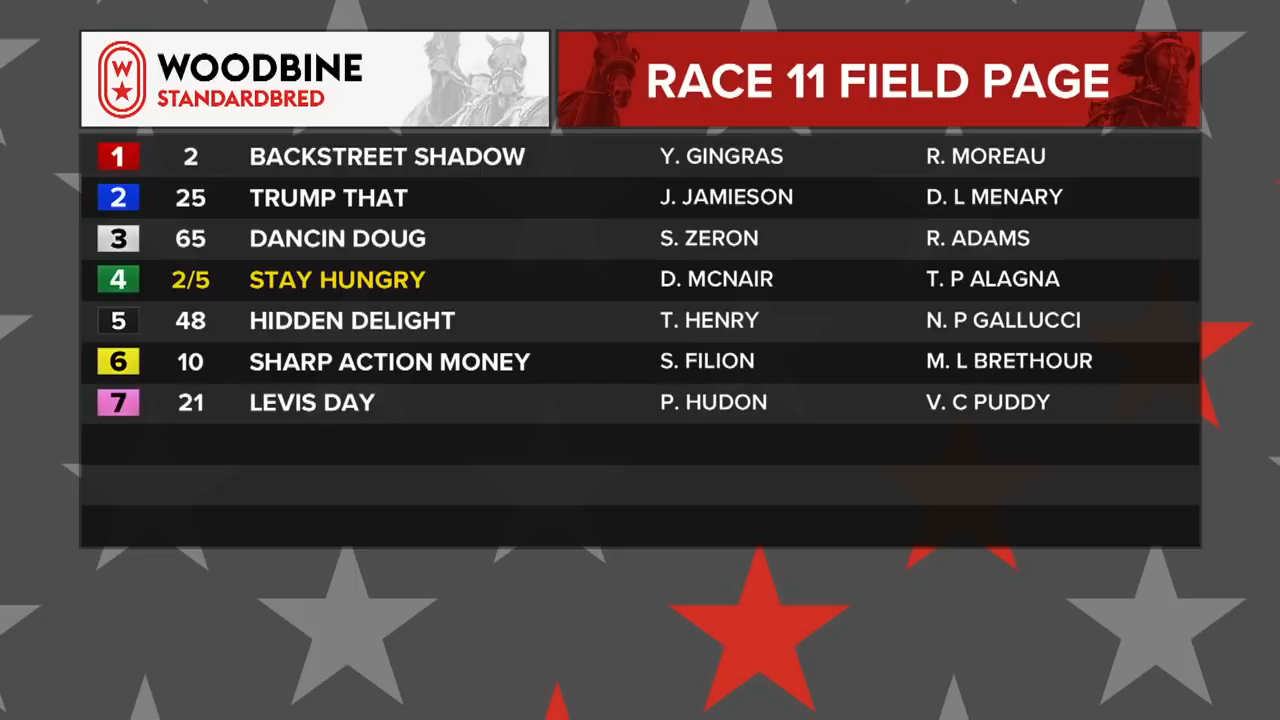 W
WOODBINE
STANDARDBRED
RACE 11 FIELD PAGE
1 2 BACKSTREET SHADOW Y. GINGRAS R. MOREAU
2 25 TRUMP THAT J. JAMIESON D. L MENARY
3 65 DANCIN DOUG S. ZERON R. ADAMS
4 2/5 STAY HUNGRY D. MCNAIR T. P ALAGNA
5 48 HIDDEN DELIGHT T. HENRY N. P GALLUCCI
6 10 SHARP ACTION MONEY S. FILION M. L BRETHOUR
7 21 LEVIS DAY P. HUDON V. C PUDDY